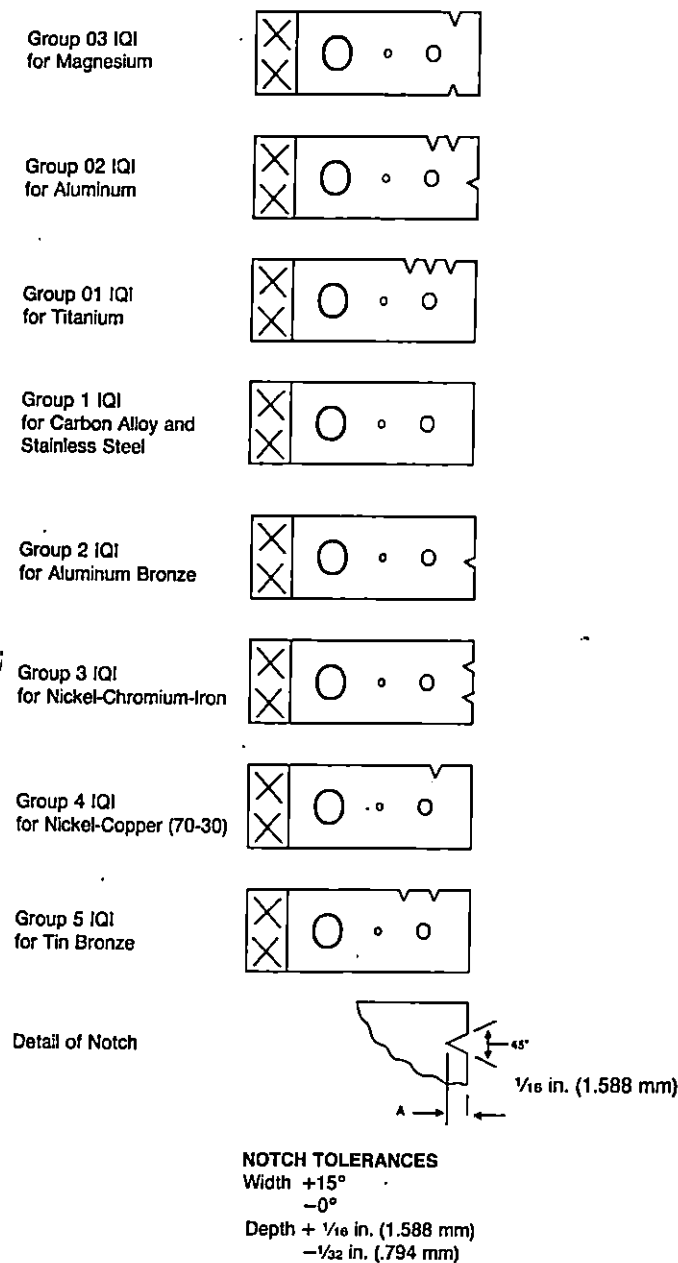 Group 03 IQI
for Magnesium
Group 02 IQI
for Aluminum
Group 01 IQI
for Titanium
Group 1 IQI
for Carbon Alloy and
Stainless Steel
Group 2 IQI
for Aluminum Bronze
Group 3 IQI
for Nickel-Chromium-Iron
Group 4 IQI
for Nickel-Copper (70-30)
Group 5 IQI
for Tin Bronze
Detail of Notch
45°
1/16 in. (1.588 mm)
A
NOTCH TOLERANCES
Width +15°
−0°
Depth + 1/16 in. (1.588 mm)
−1/32 in. (.794 mm)